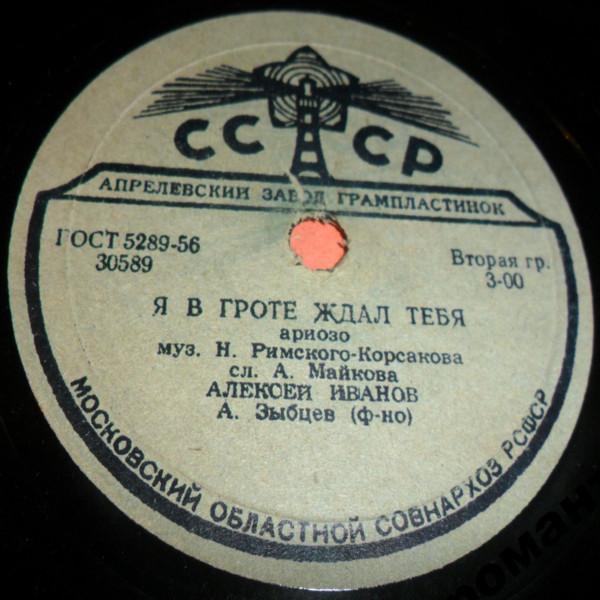 СССР
АПРЕЛЕВСКИЙ ЗАВОД ГРАМПЛАСТИНОК
ГОСТ 5289-56
30589
Вторая гр.
3-00
Я В ГРОТЕ ЖДАЛ ТЕБЯ
ариозо
муз. Н. Римского-Корсакова
сл. А. Майкова
АЛЕКСЕЙ ИВАНОВ
А. Зыбцев (ф-но)
МОСКОВСКИЙ ОБЛАСТНОЙ СОВНАРХОЗ РСФСР